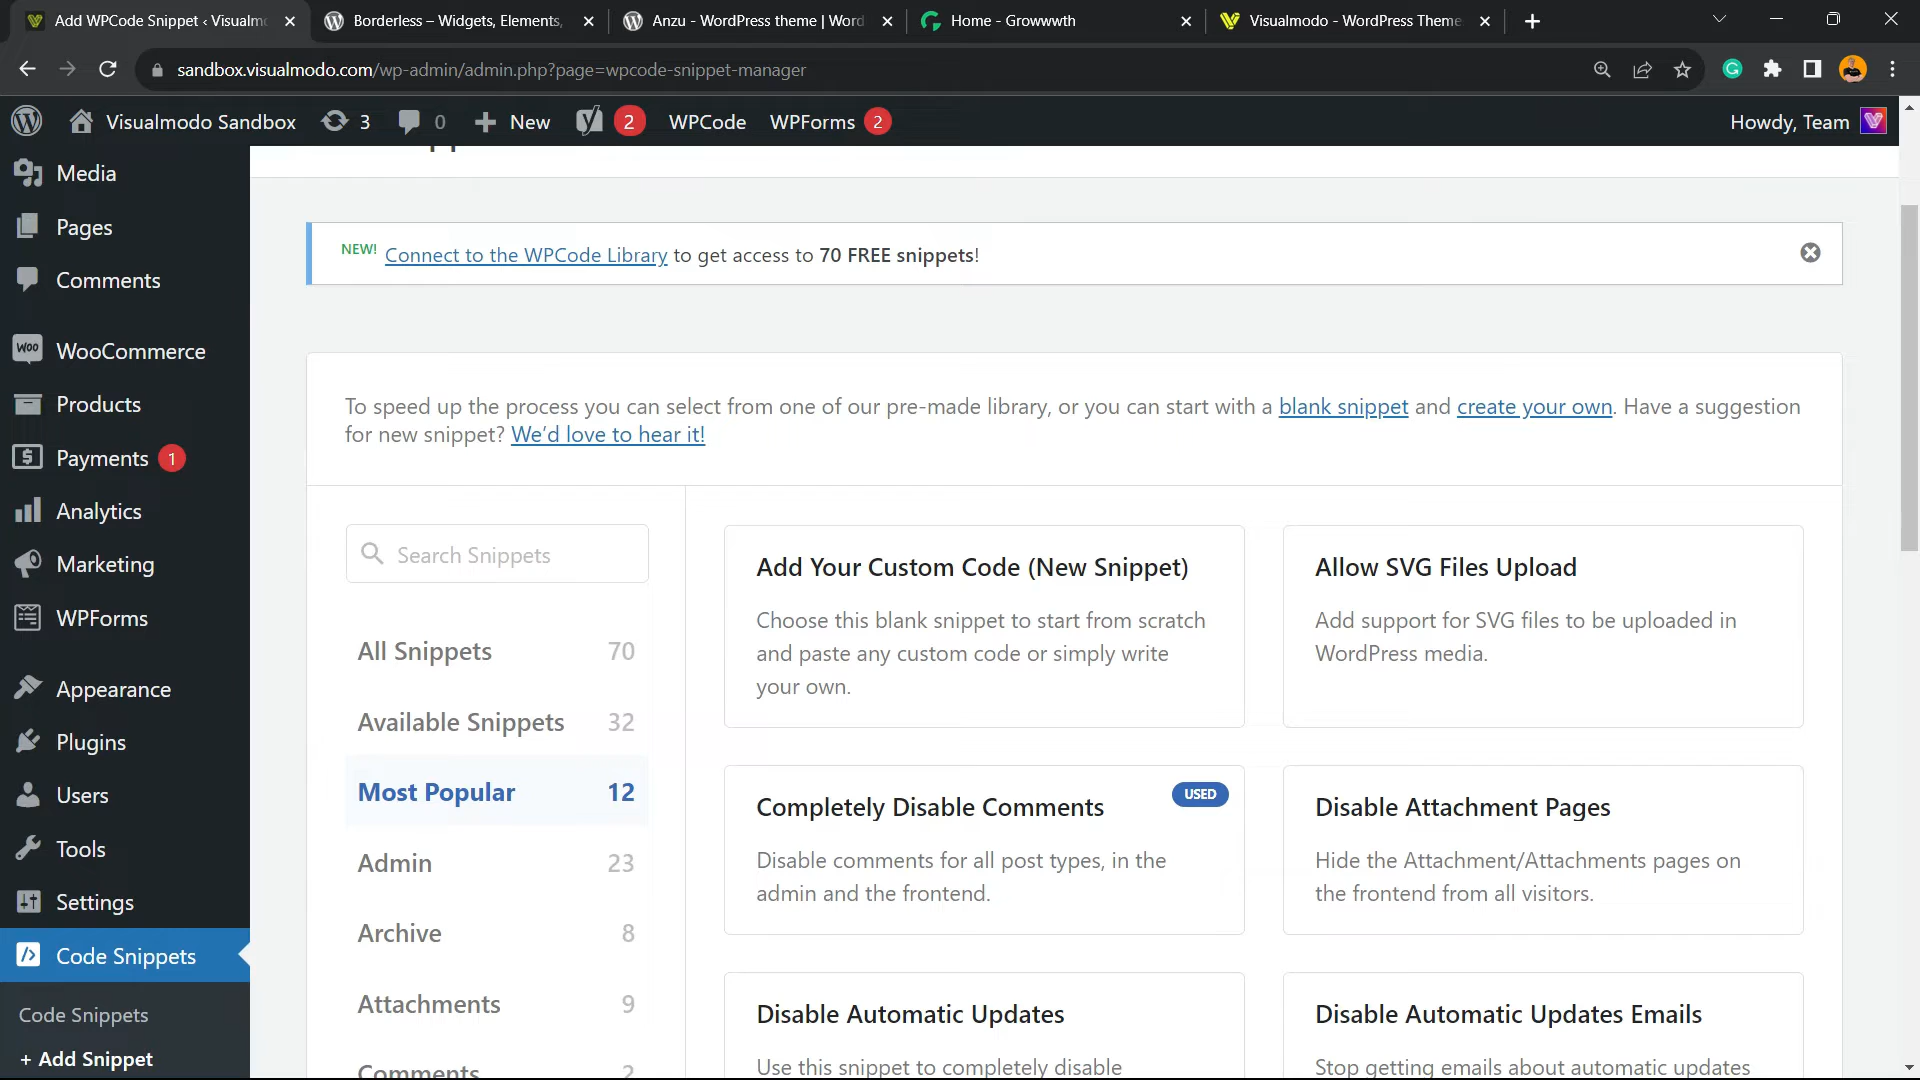 Add WPCode Snippet ‹ Visualm
Borderless – Widgets, Elements,
Anzu - WordPress theme | Word
Home - Growwwth
Visualmodo - WordPress Theme
sandbox.visualmodo.com/wp-admin/admin.php?page=wpcode-snippet-manager
Visualmodo Sandbox
3
0
New
2
WPCode
WPForms 2
Howdy, Team
Media
Pages
Comments
WooCommerce
Products
Payments 1
Analytics
Marketing
WPForms
Appearance
Plugins
Users
Tools
Settings
Code Snippets
Code Snippets
+ Add Snippet
NEW! Connect to the WPCode Library to get access to 70 FREE snippets!
To speed up the process you can select from one of our pre-made library, or you can start with a blank snippet and create your own. Have a suggestion
for new snippet? We'd love to hear it!
Search Snippets
All Snippets 70
Available Snippets 32
Most Popular 12
Admin 23
Archive 8
Attachments 9
Comments 2
Add Your Custom Code (New Snippet)
Choose this blank snippet to start from scratch
and paste any custom code or simply write
your own.
Allow SVG Files Upload
Add support for SVG files to be uploaded in
WordPress media.
Completely Disable Comments
USED
Disable comments for all post types, in the
admin and the frontend.
Disable Attachment Pages
Hide the Attachment/Attachments pages on
the frontend from all visitors.
Disable Automatic Updates
Use this snippet to completely disable
Disable Automatic Updates Emails
Stop getting emails about automatic updates